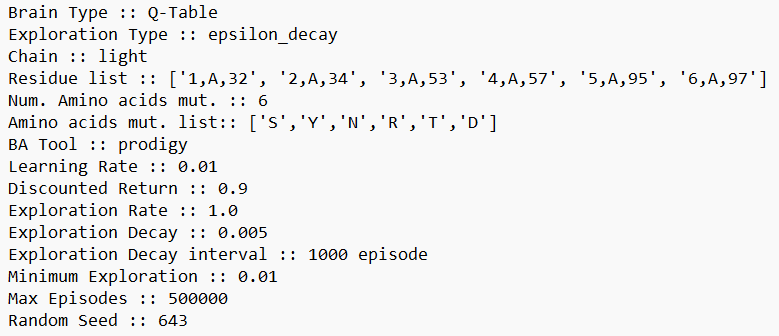 Brain Type :: Q-Table
Exploration Type :: epsilon_decay
Chain :: light
Residue list :: ['1,A,32', '2,A,34', '3,A,53', '4,A,57', '5,A,95', '6,A,97']
Num. Amino acids mut. :: 6
Amino acids mut. list:: ['S','Y','N','R','T','D']
BA Tool :: prodigy
Learning Rate :: 0.01
Discounted Return :: 0.9
Exploration Rate :: 1.0
Exploration Decay :: 0.005
Exploration Decay interval :: 1000 episode
Minimum Exploration :: 0.01
Max Episodes :: 500000
Random Seed :: 643